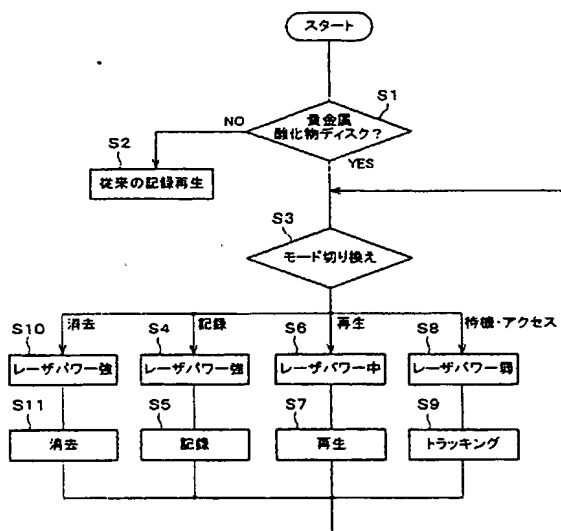 スタート
S1
貴金属
酸化物ディスク?
NO
YES
S2
従来の記録再生
S3
モード切り換え
消去
記録
再生
待機・アクセス
S10
S4
S6
S8
レーザパワー強
レーザパワー強
レーザパワー中
レーザパワー弱
S11
S5
S7
S9
消去
記録
再生
トラッキング